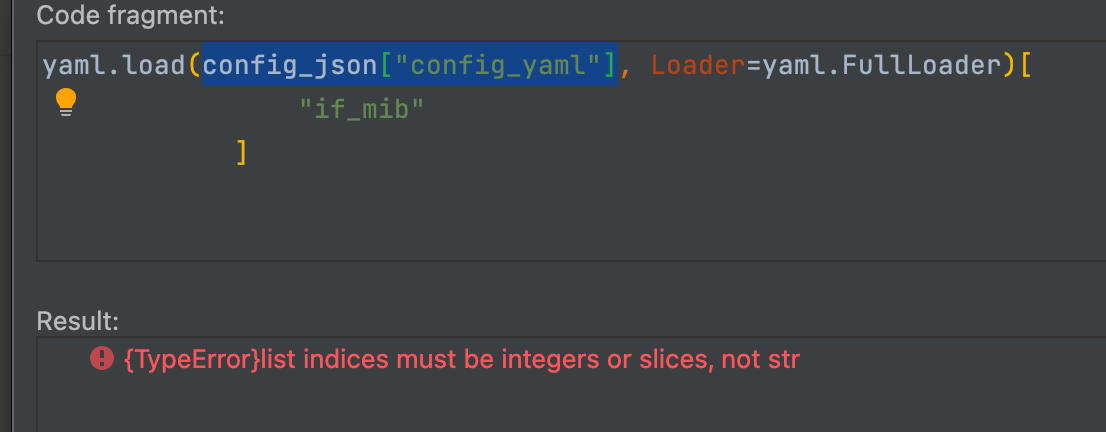 Code fragment:
yaml.load(config_json["config_yaml"], Loader=yaml.FullLoader)[
"if_mib"
]
Result:
{TypeError}list indices must be integers or slices, not str